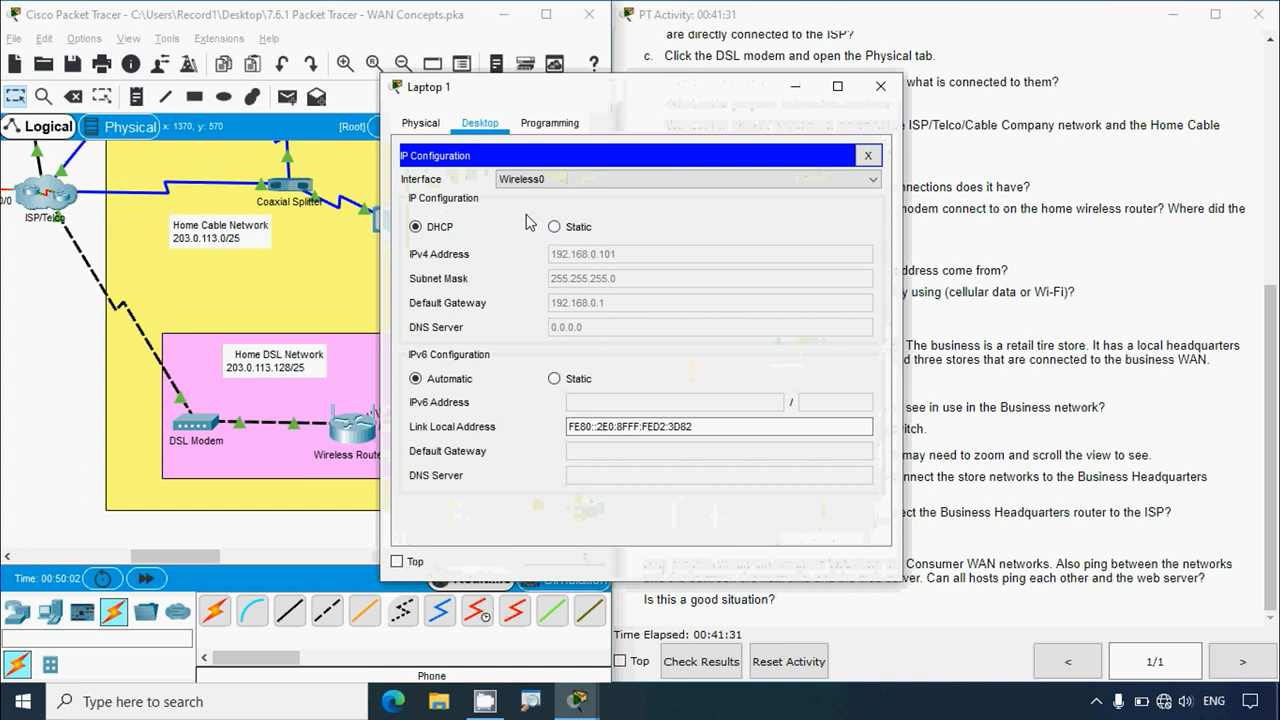 Cisco Packet Tracer - C:\Users\Record1\Desktop\7.6.1 Packet Tracer - WAN Concepts.pka
File Edit Options View Tools Extensions Help
Logical
Physical
x: 1370, y: 570
[Root]
0/0
ISP/Telco
Coaxial Splitter
Home Cable Network
203.0.113.0/25
Home DSL Network
203.0.113.128/25
DSL Modem
Wireless Route
Time: 00:50:02
Realtime
Simulation
Phone
Laptop 1
Physical
Desktop
Programming
IP Configuration
X
Interface
Wireless0
IP Configuration
DHCP
Static
IPv4 Address
192.168.0.101
Subnet Mask
255.255.255.0
Default Gateway
192.168.0.1
DNS Server
0.0.0.0
IPv6 Configuration
Automatic
Static
IPv6 Address
/
Link Local Address
FE80::2E0:8FFF:FED2:3D82
Default Gateway
DNS Server
Top
PT Activity: 00:41:31
are directly connected to the ISP?
c. Click the DSL modem and open the Physical tab.
what is connected to them?
e ISP/Telco/Cable Company network and the Home Cable
nnections does it have?
modem connect to on the home wireless router? Where did the
address come from?
y using (cellular data or Wi-Fi)?
The business is a retail tire store. It has a local headquarters
d three stores that are connected to the business WAN.
see in use in the Business network?
itch.
may need to zoom and scroll the view to see.
nnect the store networks to the Business Headquarters
ect the Business Headquarters router to the ISP?
Consumer WAN networks. Also ping between the networks
rver. Can all hosts ping each other and the web server?
Is this a good situation?
Time Elapsed: 00:41:31
Top
Check Results
Reset Activity
<
1/1
>
Type here to search
ENG